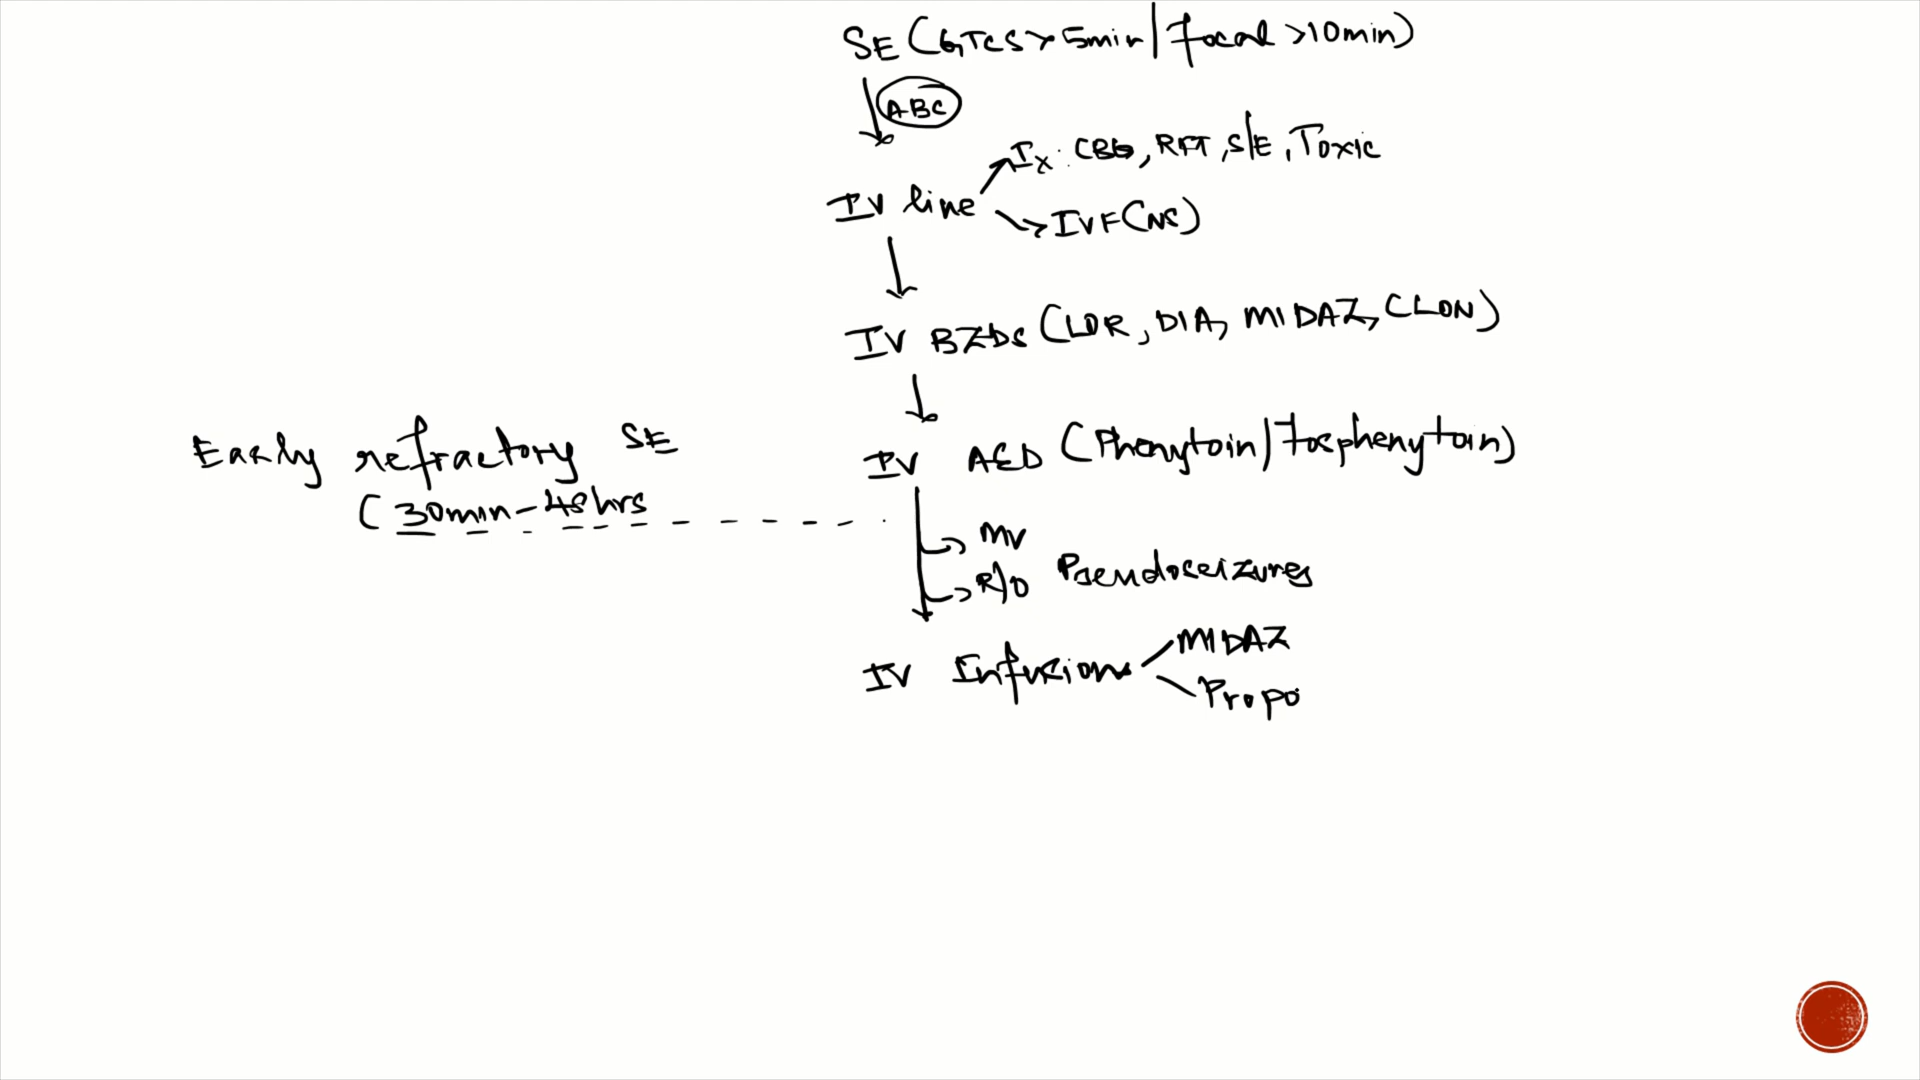 SE (GTCS > 5min / focal >10min)
ABC
Ix : CBG, RFT, S/E, Toxic
IV line
IVF (NS)
IV BZDS (LOR, DIA, MIDAZ, CLON)
Early refractory SE
(30min - 48hrs
IV AED (Phenytoin / Fosphenytoin)
MV
R/O Pseudoseizures
IV Infusions
MIDAZ
Propo